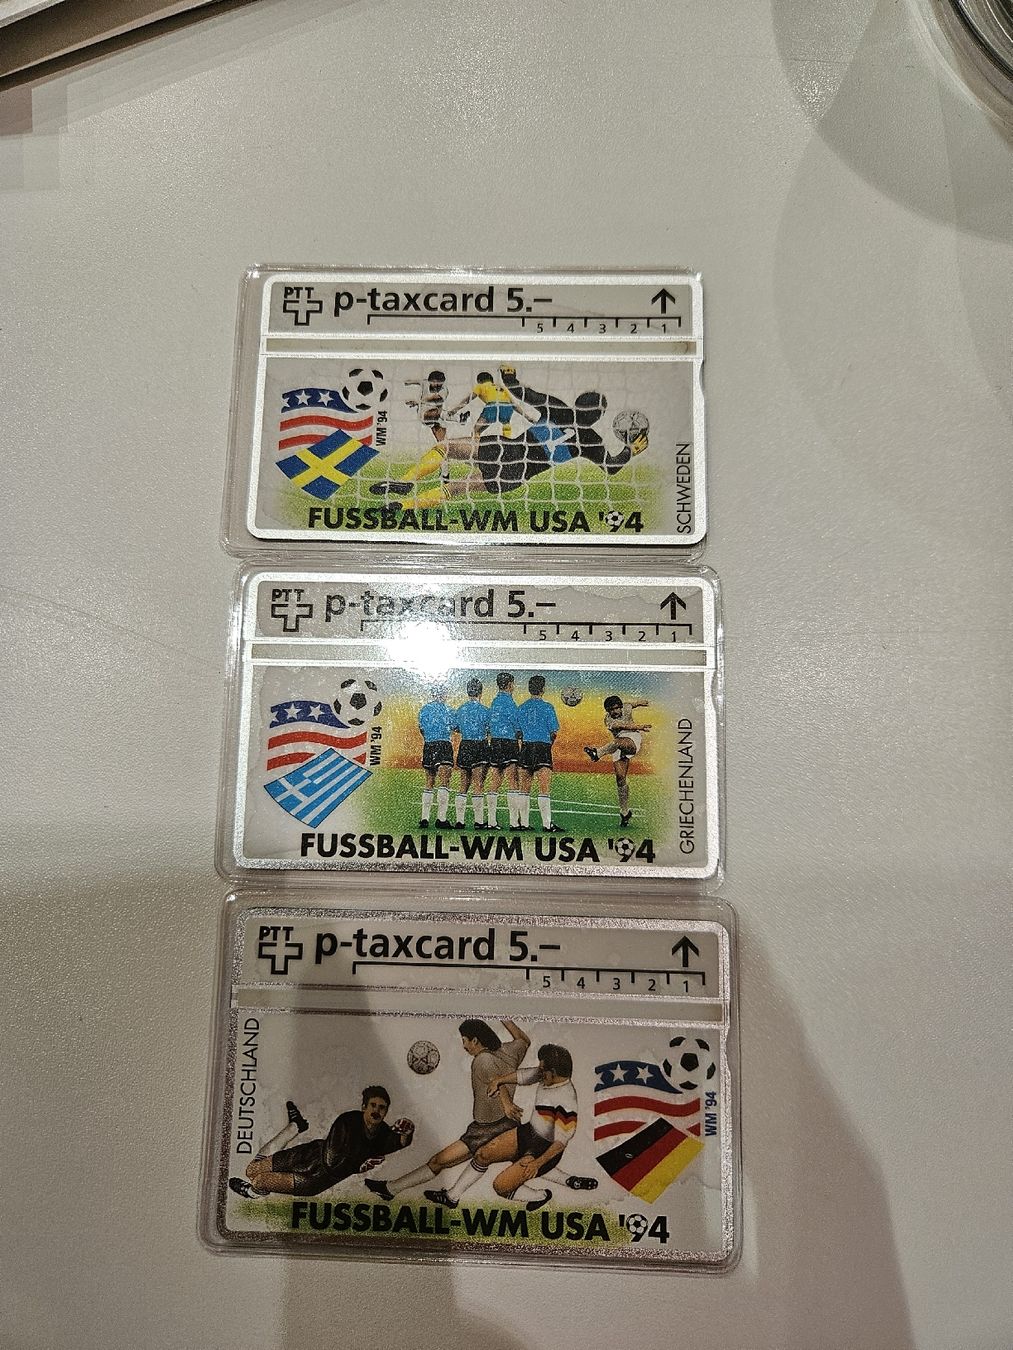 PTT p-taxcard 5.–
5 4 3 2 1
WM '94
SCHWEDEN
FUSSBALL-WM USA '94
PTT p-taxcard 5.–
5 4 3 2 1
WM '94
GRIECHENLAND
FUSSBALL-WM USA '94
PTT p-taxcard 5.–
5 4 3 2 1
DEUTSCHLAND
WM '94
FUSSBALL-WM USA '94